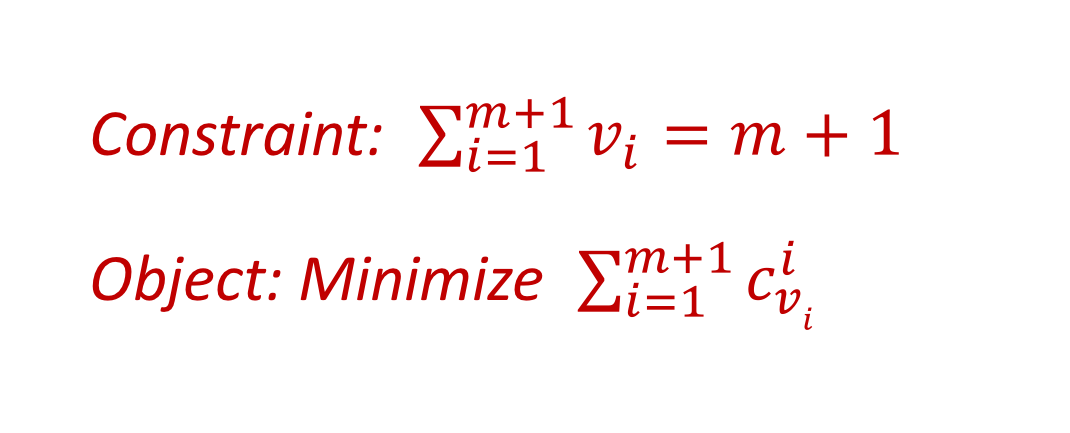 Constraint: ∑_{i=1}^{m+1} v_i = m + 1
Object: Minimize ∑_{i=1}^{m+1} c_{v_i}^i